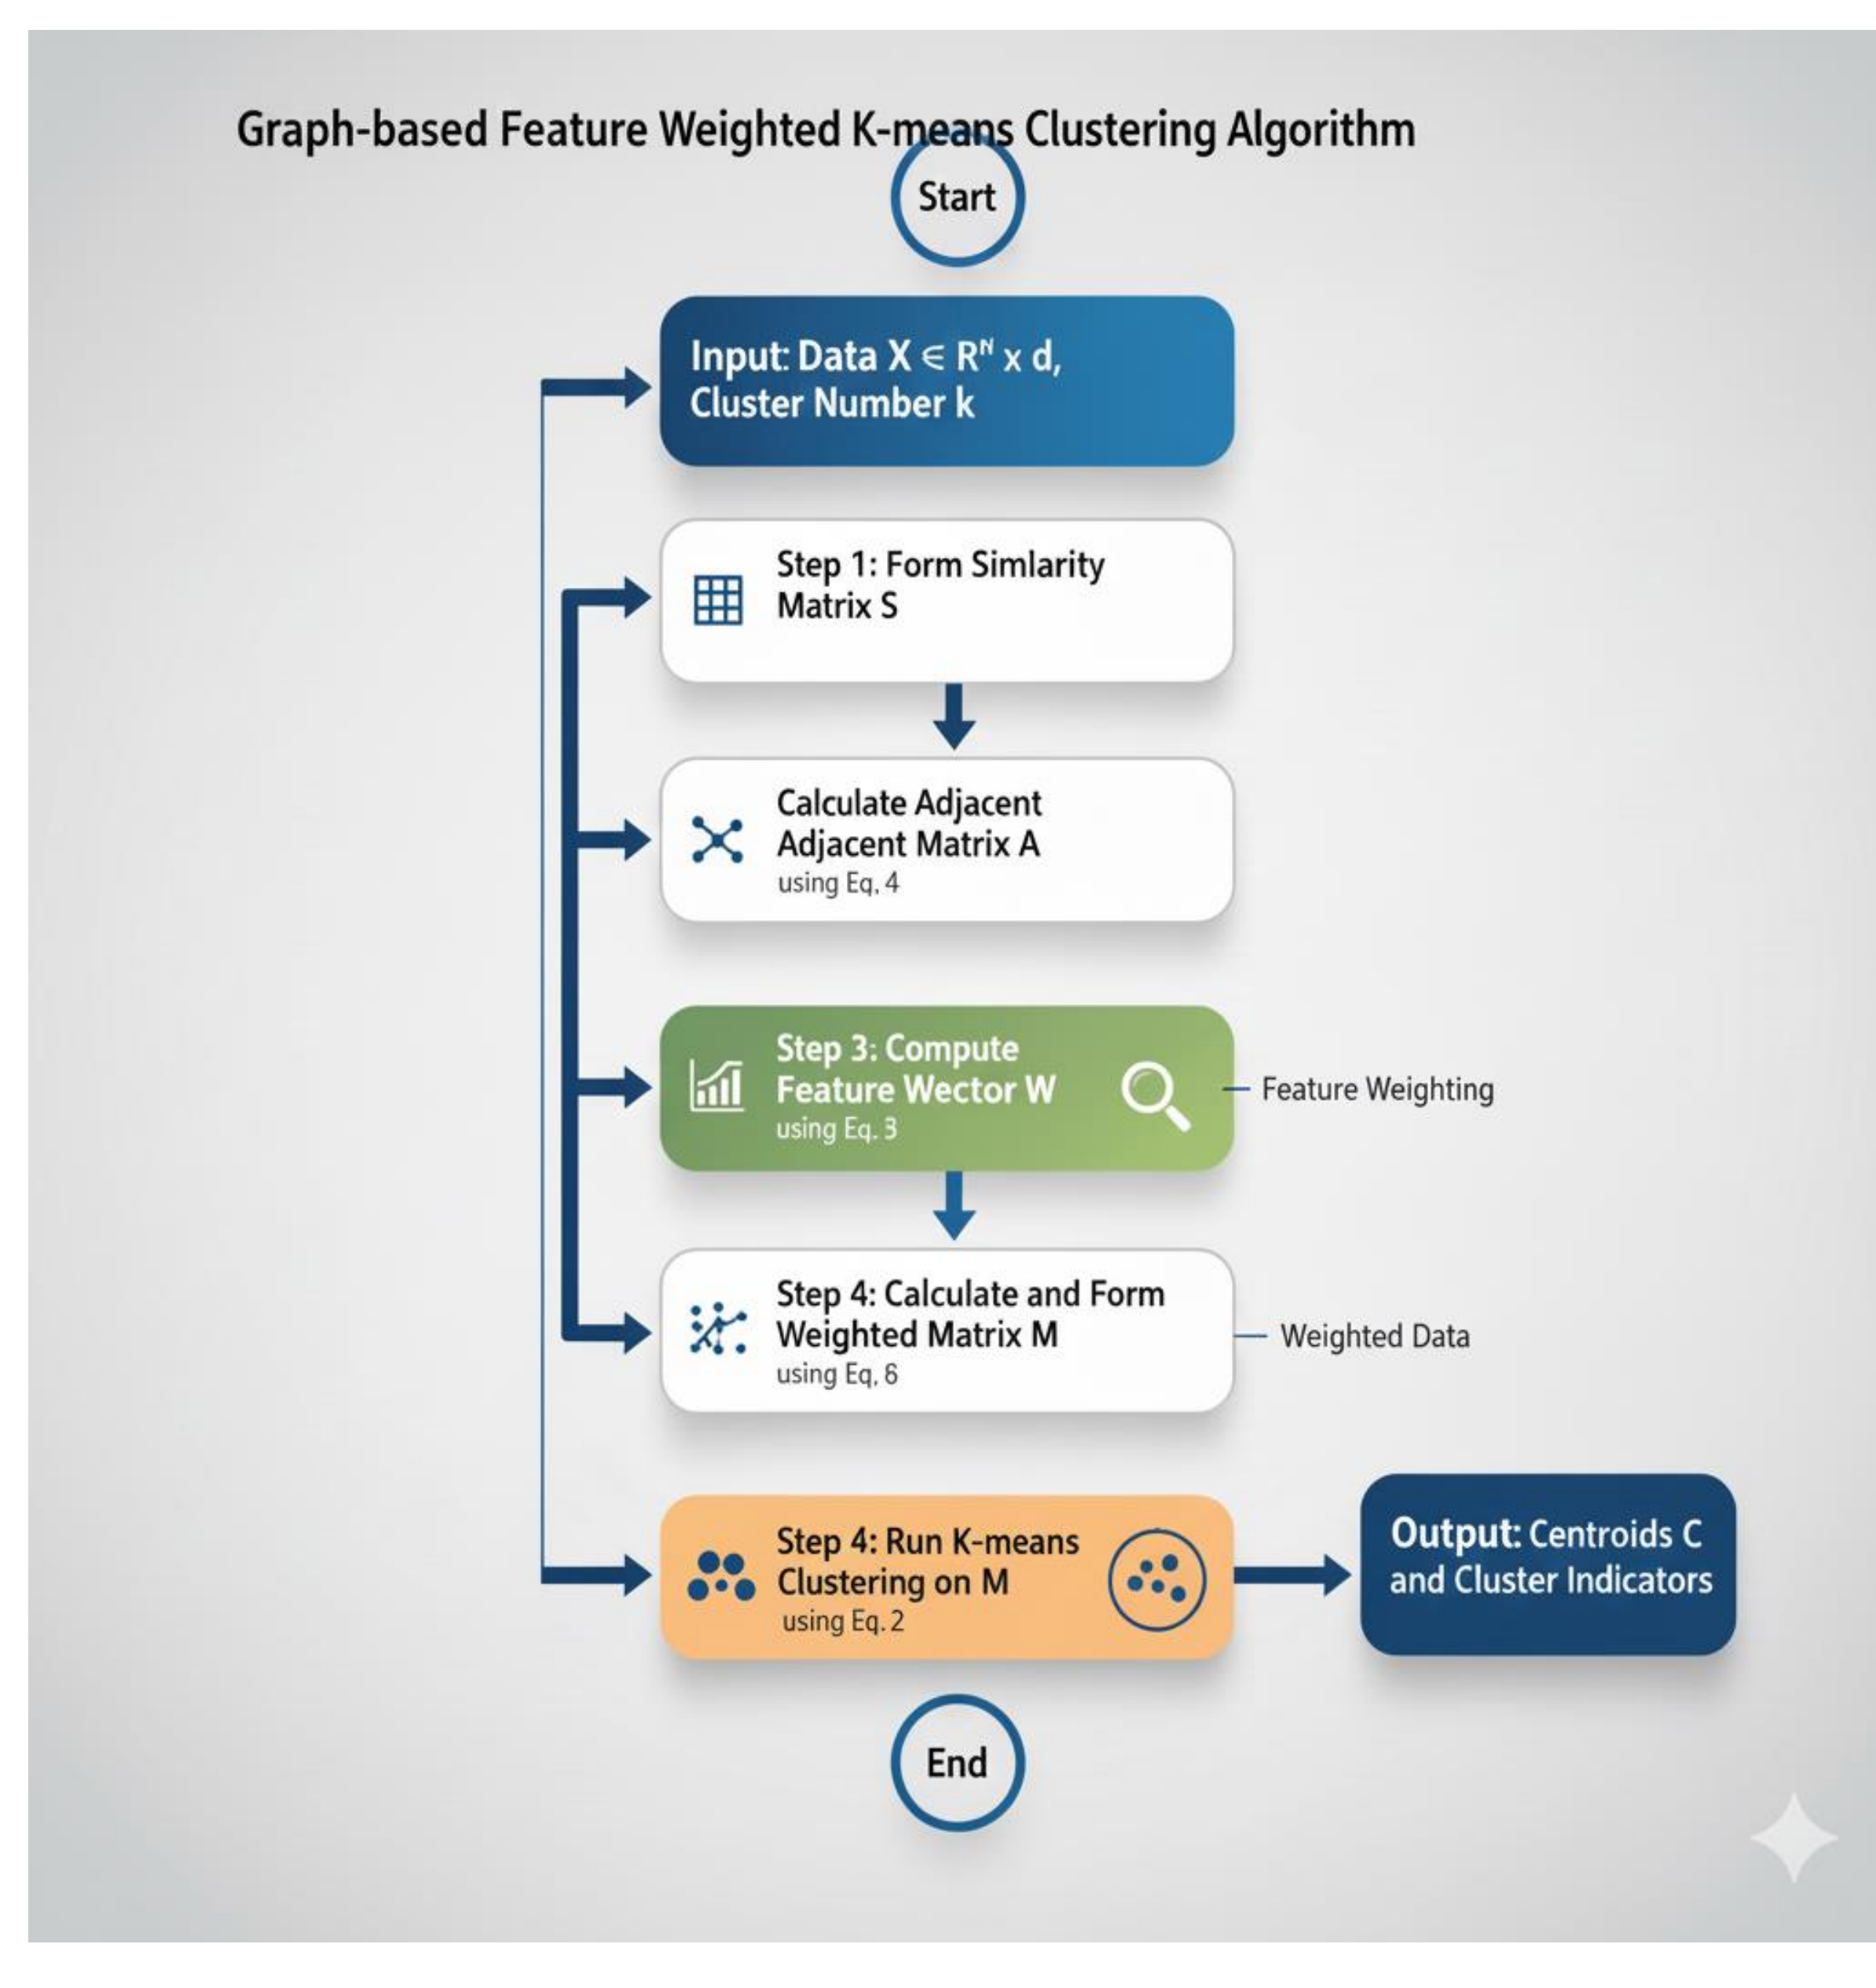 Graph-based Feature Weighted K-means Clustering Algorithm
Start
Input: Data X ∈ Rᴺ x d,
Cluster Number k
Step 1: Form Simlarity
Matrix S
Calculate Adjacent
Adjacent Matrix A
using Eq. 4
Step 3: Compute
Feature Wector W
using Eq. 3
Feature Weighting
Step 4: Calculate and Form
Weighted Matrix M
using Eq. 6
Weighted Data
Step 4: Run K-means
Clustering on M
using Eq. 2
Output: Centroids C
and Cluster Indicators
End